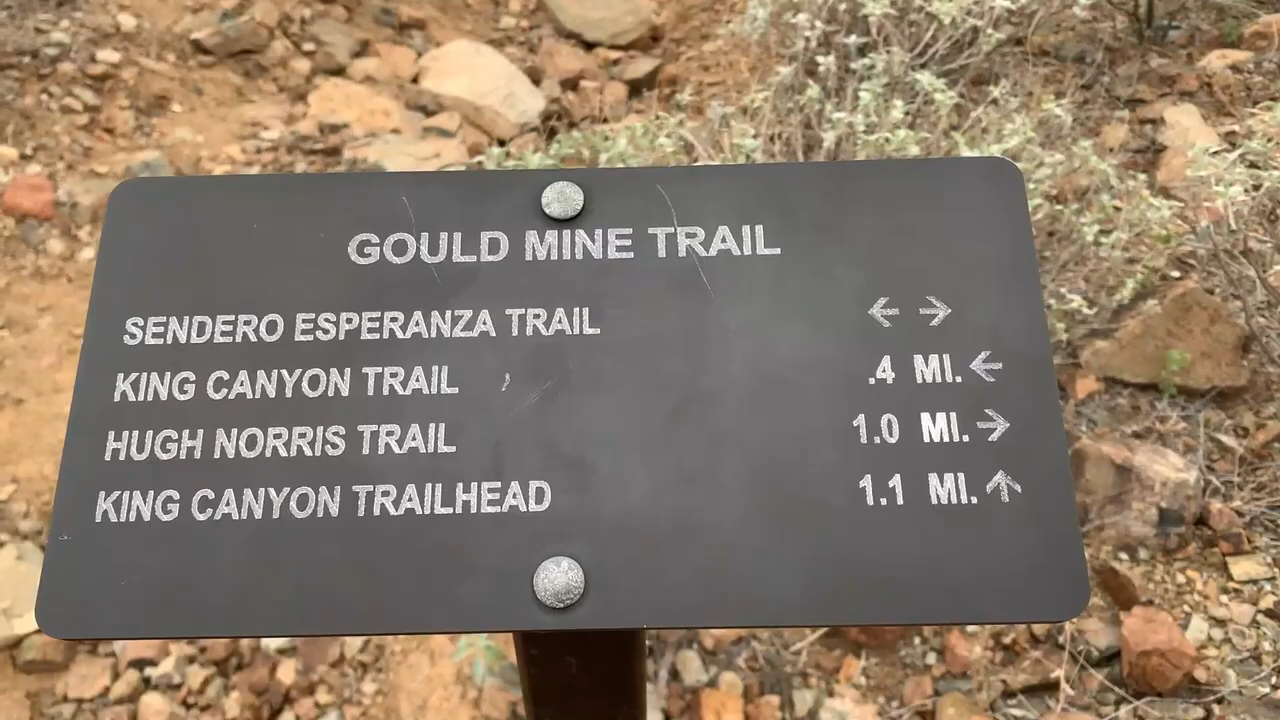 GOULD MINE TRAIL
SENDERO ESPERANZA TRAIL ← →
KING CANYON TRAIL .4 MI. ←
HUGH NORRIS TRAIL 1.0 MI. →
KING CANYON TRAILHEAD 1.1 MI. ↑